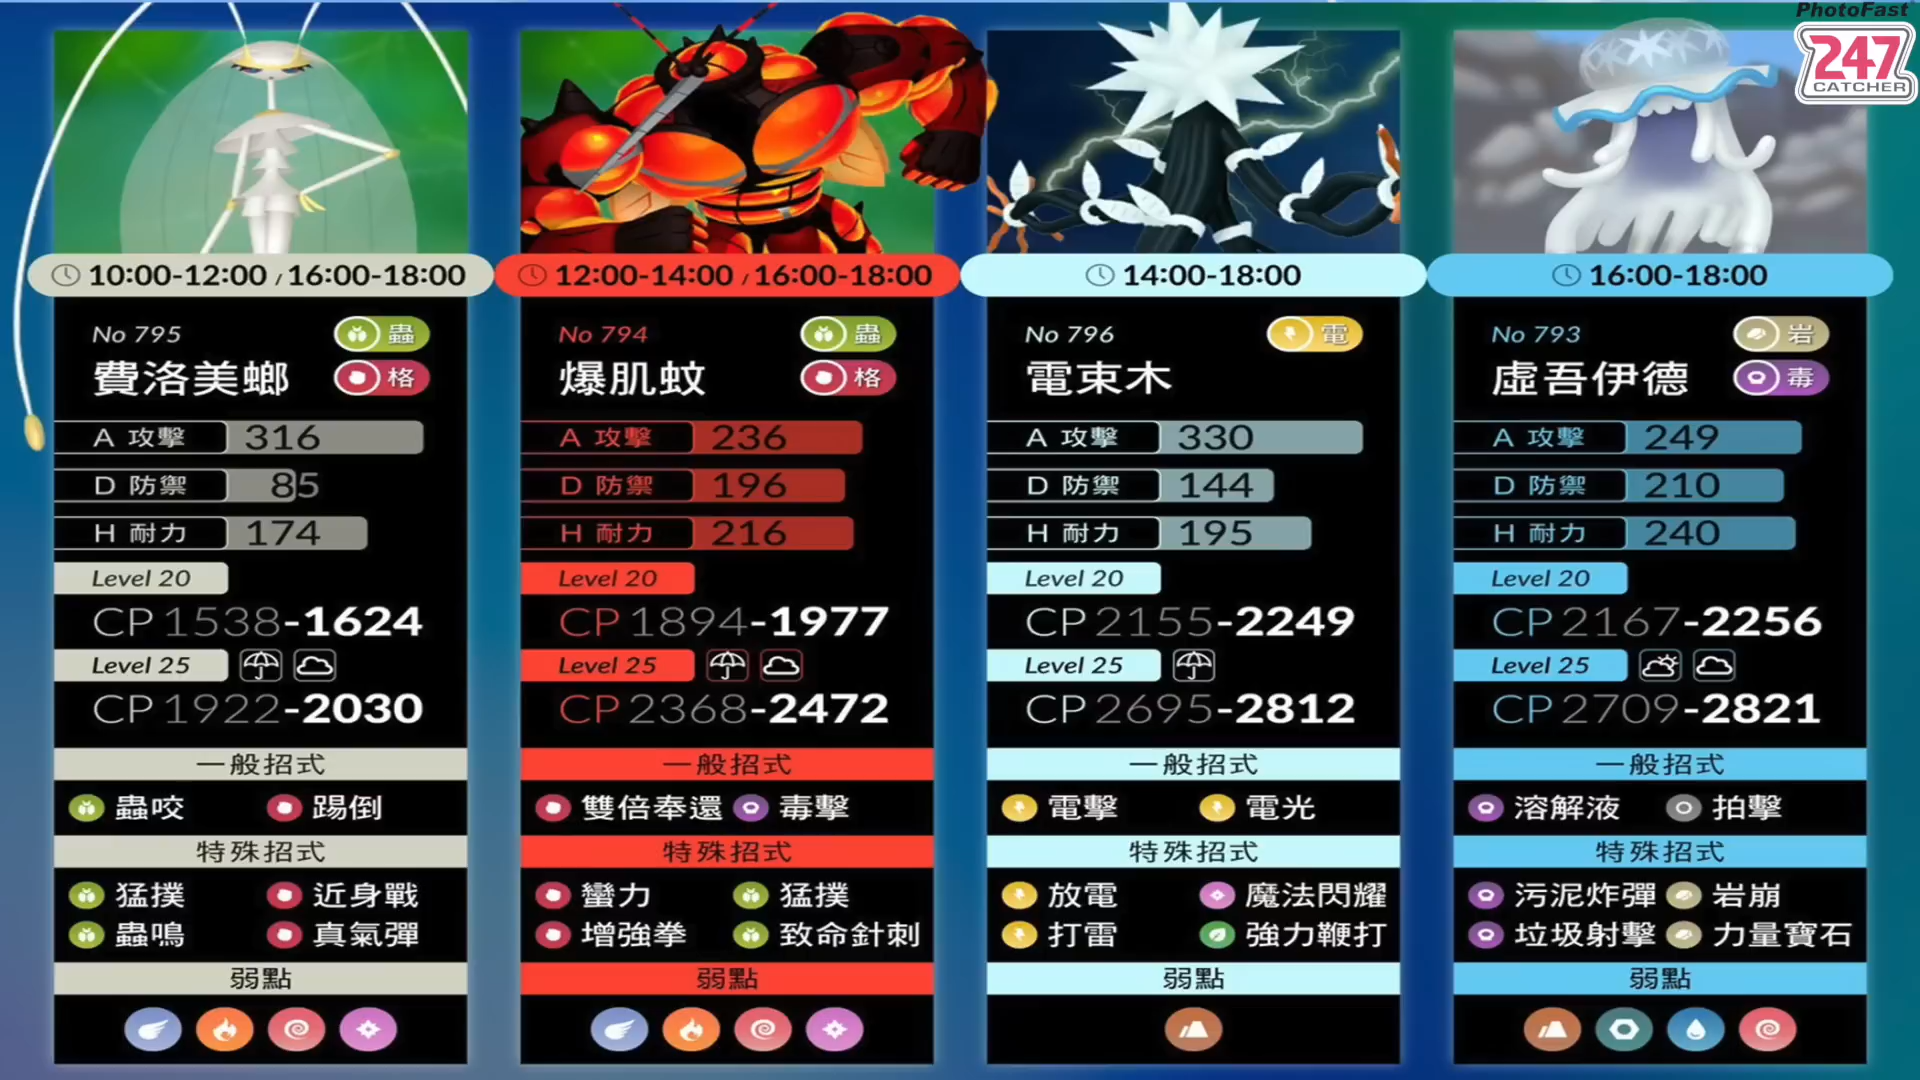 PhotoFast
247
CATCHER
10:00-12:00 / 16:00-18:00
No 795
蟲
費洛美螂
格
A 攻擊 316
D 防禦 85
H 耐力 174
Level 20
CP 1538-1624
Level 25
CP 1922-2030
一般招式
蟲咬 踢倒
特殊招式
猛撲 近身戰
蟲鳴 真氣彈
弱點
12:00-14:00 / 16:00-18:00
No 794
蟲
爆肌蚊
格
A 攻擊 236
D 防禦 196
H 耐力 216
Level 20
CP 1894-1977
Level 25
CP 2368-2472
一般招式
雙倍奉還 毒擊
特殊招式
蠻力 猛撲
增強拳 致命針刺
弱點
14:00-18:00
No 796
電
電束木
A 攻擊 330
D 防禦 144
H 耐力 195
Level 20
CP 2155-2249
Level 25
CP 2695-2812
一般招式
電擊 電光
特殊招式
放電 魔法閃耀
打雷 強力鞭打
弱點
16:00-18:00
No 793
岩
虛吾伊德
毒
A 攻擊 249
D 防禦 210
H 耐力 240
Level 20
CP 2167-2256
Level 25
CP 2709-2821
一般招式
溶解液 拍擊
特殊招式
污泥炸彈 岩崩
垃圾射擊 力量寶石
弱點